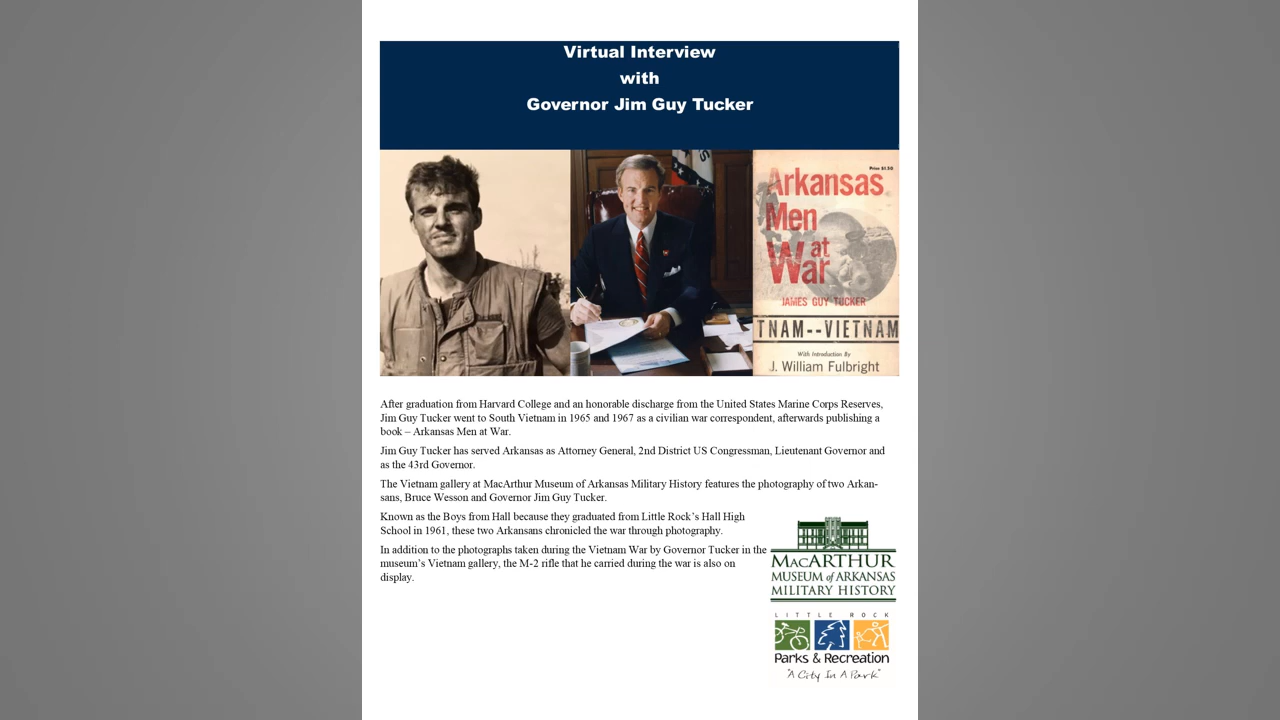 Virtual Interview
with
Governor Jim Guy Tucker
Price $1.50
Arkansas
Men
at
War
JAMES GUY TUCKER
TNAM--VIETNAM
With Introduction By
J. William Fulbright
After graduation from Harvard College and an honorable discharge from the United States Marine Corps Reserves,
Jim Guy Tucker went to South Vietnam in 1965 and 1967 as a civilian war correspondent, afterwards publishing a
book – Arkansas Men at War.
Jim Guy Tucker has served Arkansas as Attorney General, 2nd District US Congressman, Lieutenant Governor and
as the 43rd Governor.
The Vietnam gallery at MacArthur Museum of Arkansas Military History features the photography of two Arkan-
sans, Bruce Wesson and Governor Jim Guy Tucker.
Known as the Boys from Hall because they graduated from Little Rock's Hall High
School in 1961, these two Arkansans chronicled the war through photography.
In addition to the photographs taken during the Vietnam War by Governor Tucker in the
museum's Vietnam gallery, the M-2 rifle that he carried during the war is also on
display.
MACARTHUR
MUSEUM of ARKANSAS
MILITARY HISTORY
LITTLE ROCK
Parks & Recreation
"A City In A Park"